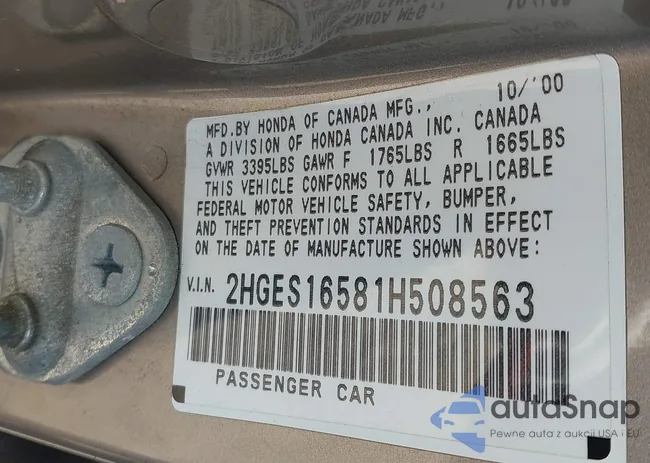 10/'00
MFD.BY HONDA OF CANADA MFG.,
A DIVISION OF HONDA CANADA INC. CANADA
GVWR 3395LBS GAWR F 1765LBS R 1665LBS
THIS VEHICLE CONFORMS TO ALL APPLICABLE
FEDERAL MOTOR VEHICLE SAFETY, BUMPER,
AND THEFT PREVENTION STANDARDS IN EFFECT
ON THE DATE OF MANUFACTURE SHOWN ABOVE:
V.I.N. 2HGES16581H508563
PASSENGER CAR
autoSnap
Pewne auta z aukcji USA i EU